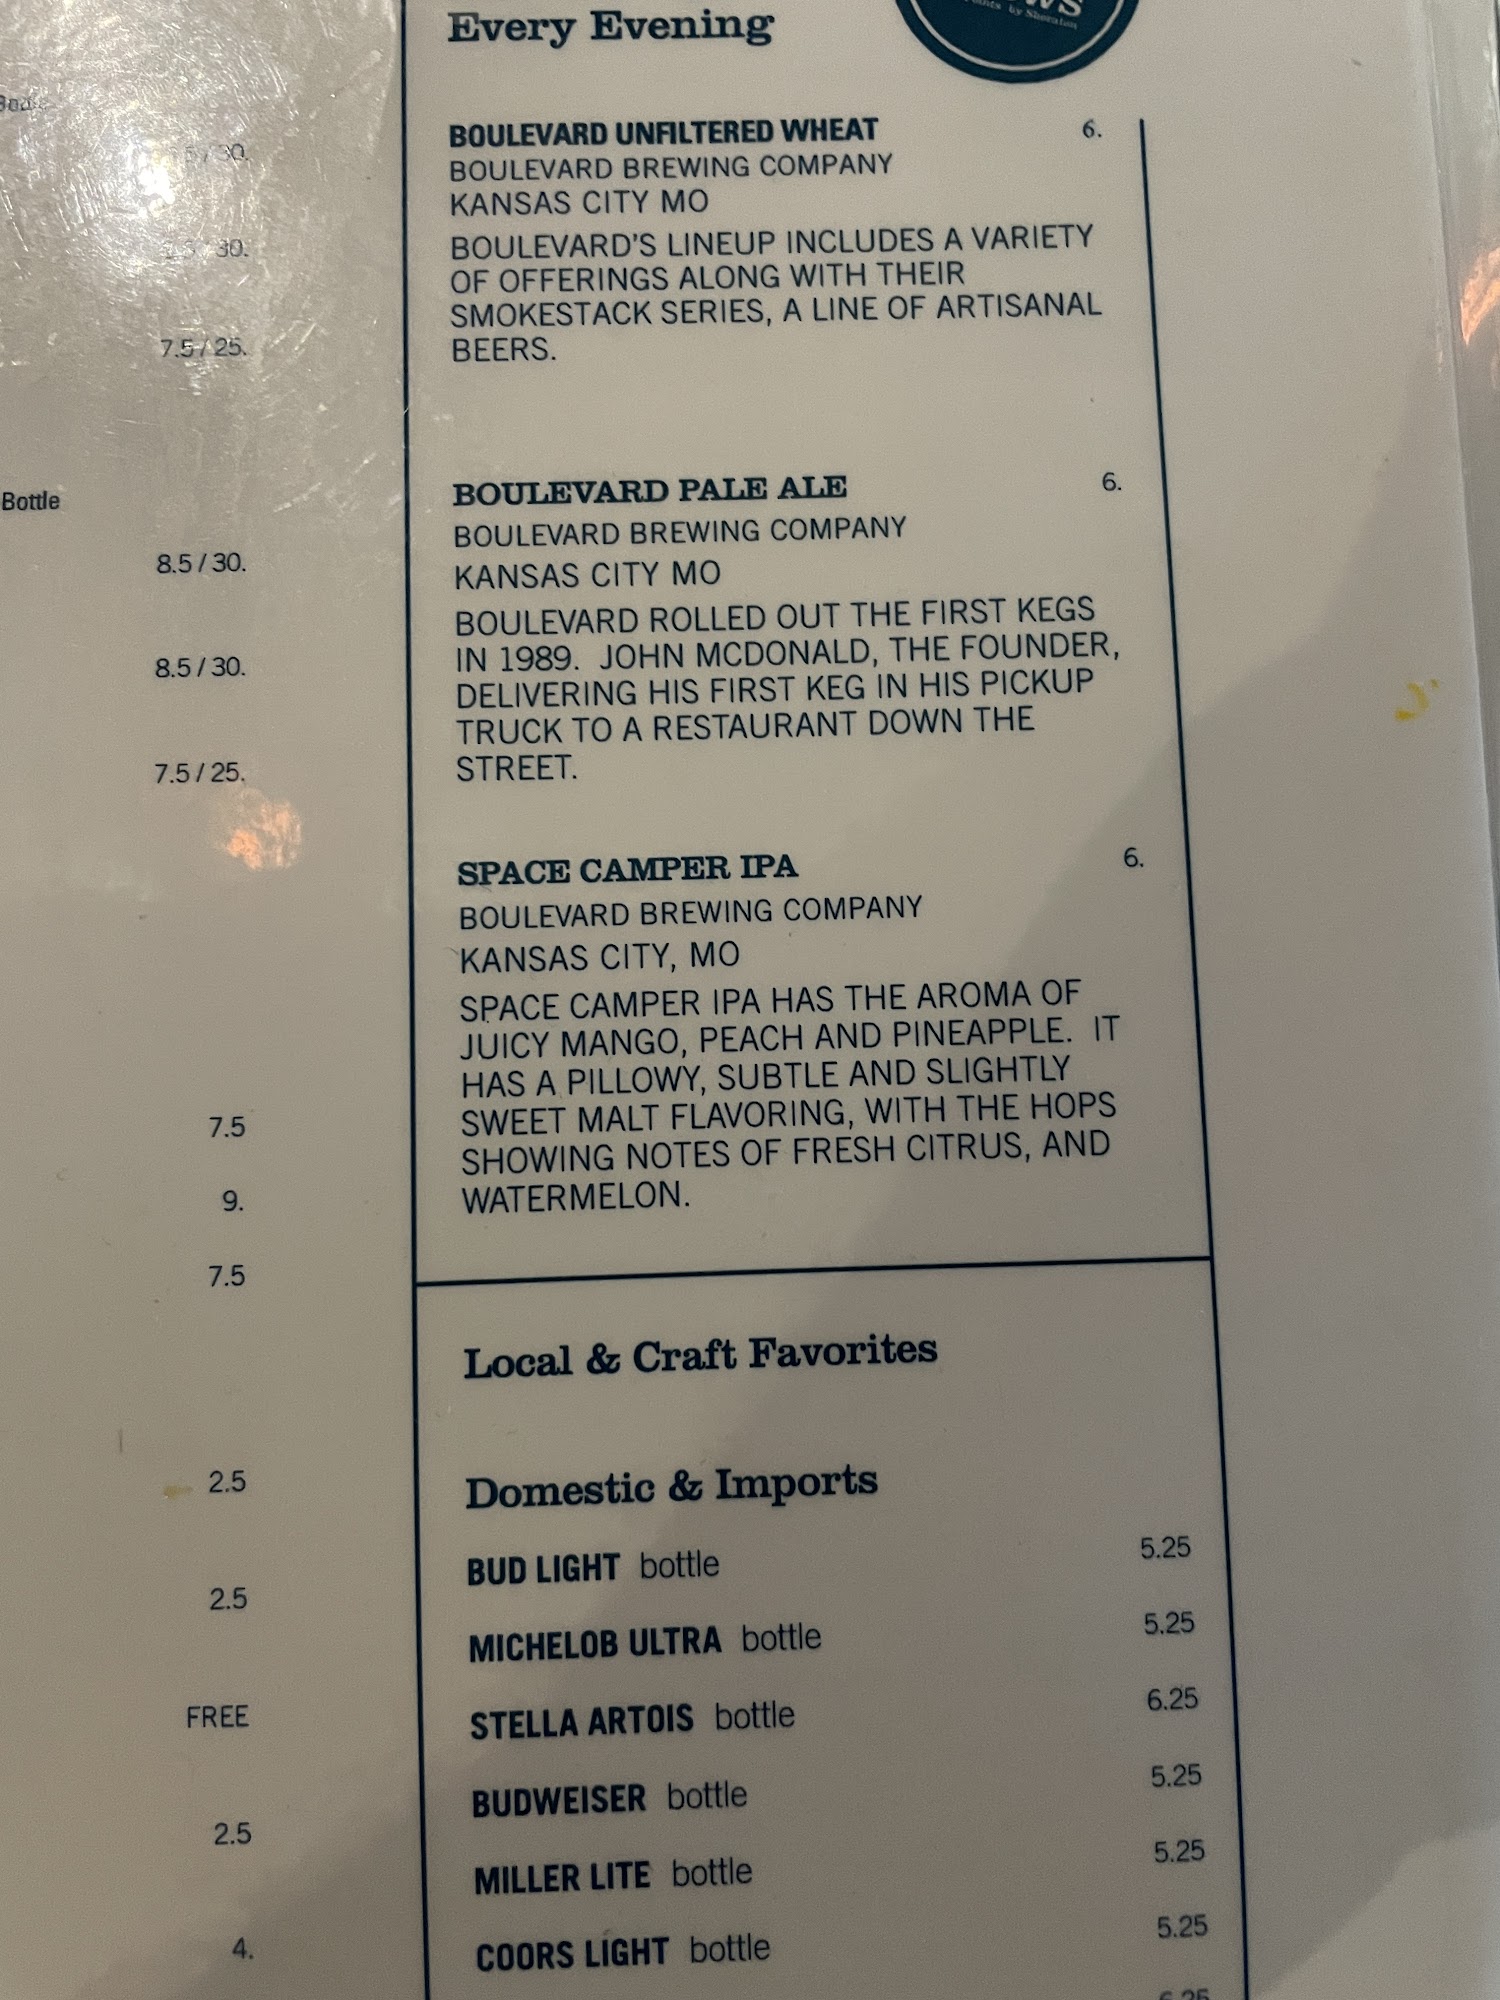 Bottle
30.
30.
7.5 / 25.
Bottle
8.5 / 30.
8.5 / 30.
7.5 / 25.
7.5
9.
7.5
2.5
2.5
FREE
2.5
4.
by Sheraton
Every Evening
BOULEVARD UNFILTERED WHEAT 6.
BOULEVARD BREWING COMPANY
KANSAS CITY MO
BOULEVARD'S LINEUP INCLUDES A VARIETY
OF OFFERINGS ALONG WITH THEIR
SMOKESTACK SERIES, A LINE OF ARTISANAL
BEERS.
BOULEVARD PALE ALE 6.
BOULEVARD BREWING COMPANY
KANSAS CITY MO
BOULEVARD ROLLED OUT THE FIRST KEGS
IN 1989. JOHN MCDONALD, THE FOUNDER,
DELIVERING HIS FIRST KEG IN HIS PICKUP
TRUCK TO A RESTAURANT DOWN THE
STREET.
SPACE CAMPER IPA 6.
BOULEVARD BREWING COMPANY
KANSAS CITY, MO
SPACE CAMPER IPA HAS THE AROMA OF
JUICY MANGO, PEACH AND PINEAPPLE. IT
HAS A PILLOWY, SUBTLE AND SLIGHTLY
SWEET MALT FLAVORING, WITH THE HOPS
SHOWING NOTES OF FRESH CITRUS, AND
WATERMELON.
Local & Craft Favorites
Domestic & Imports
BUD LIGHT bottle 5.25
MICHELOB ULTRA bottle 5.25
STELLA ARTOIS bottle 6.25
BUDWEISER bottle 5.25
MILLER LITE bottle 5.25
COORS LIGHT bottle 5.25